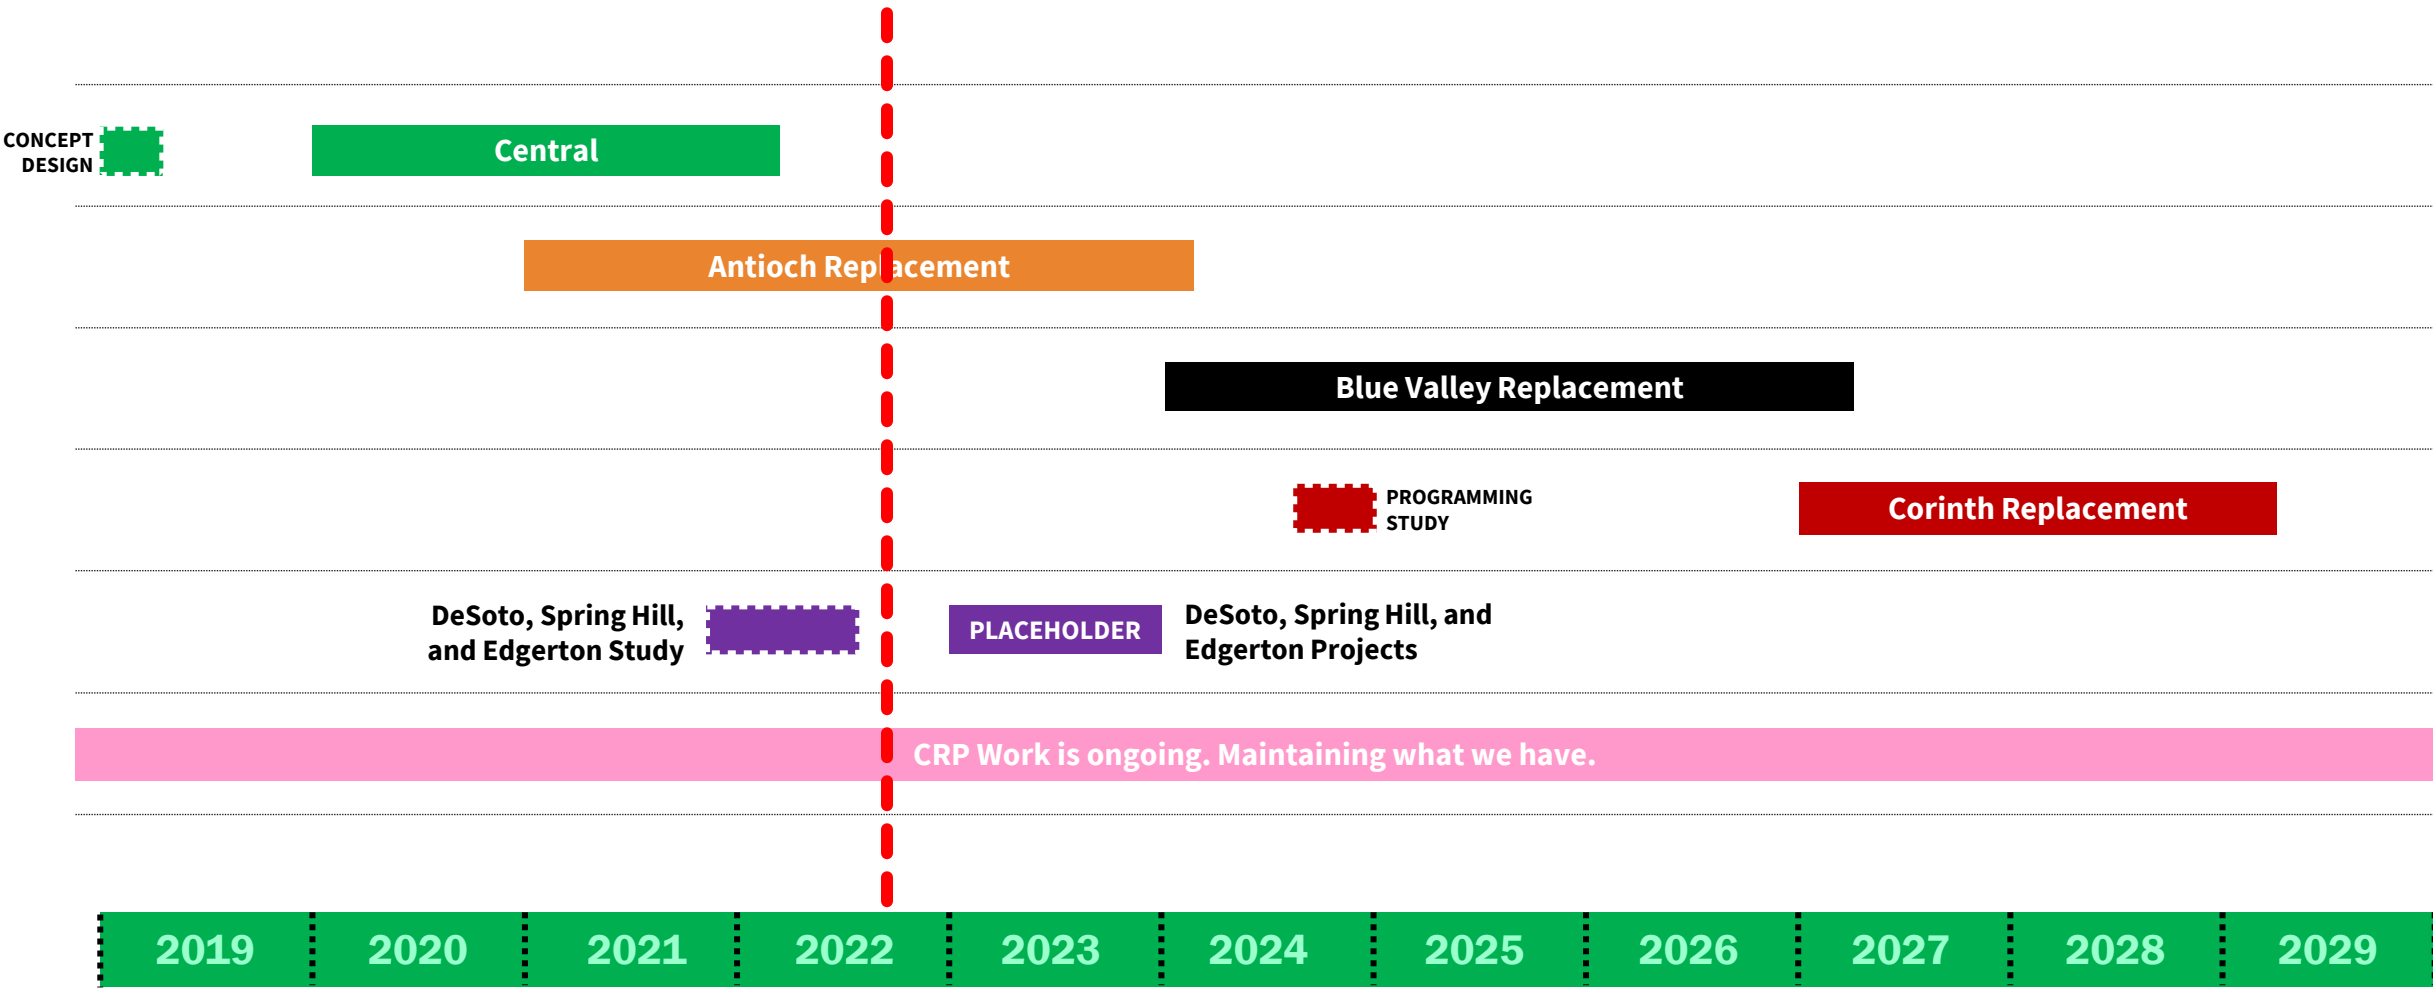 CONCEPT
DESIGN
Central
Antioch Replacement
Blue Valley Replacement
PROGRAMMING
STUDY
Corinth Replacement
DeSoto, Spring Hill,
and Edgerton Study
PLACEHOLDER
DeSoto, Spring Hill, and
Edgerton Projects
CRP Work is ongoing. Maintaining what we have.
2019 2020 2021 2022 2023 2024 2025 2026 2027 2028 2029